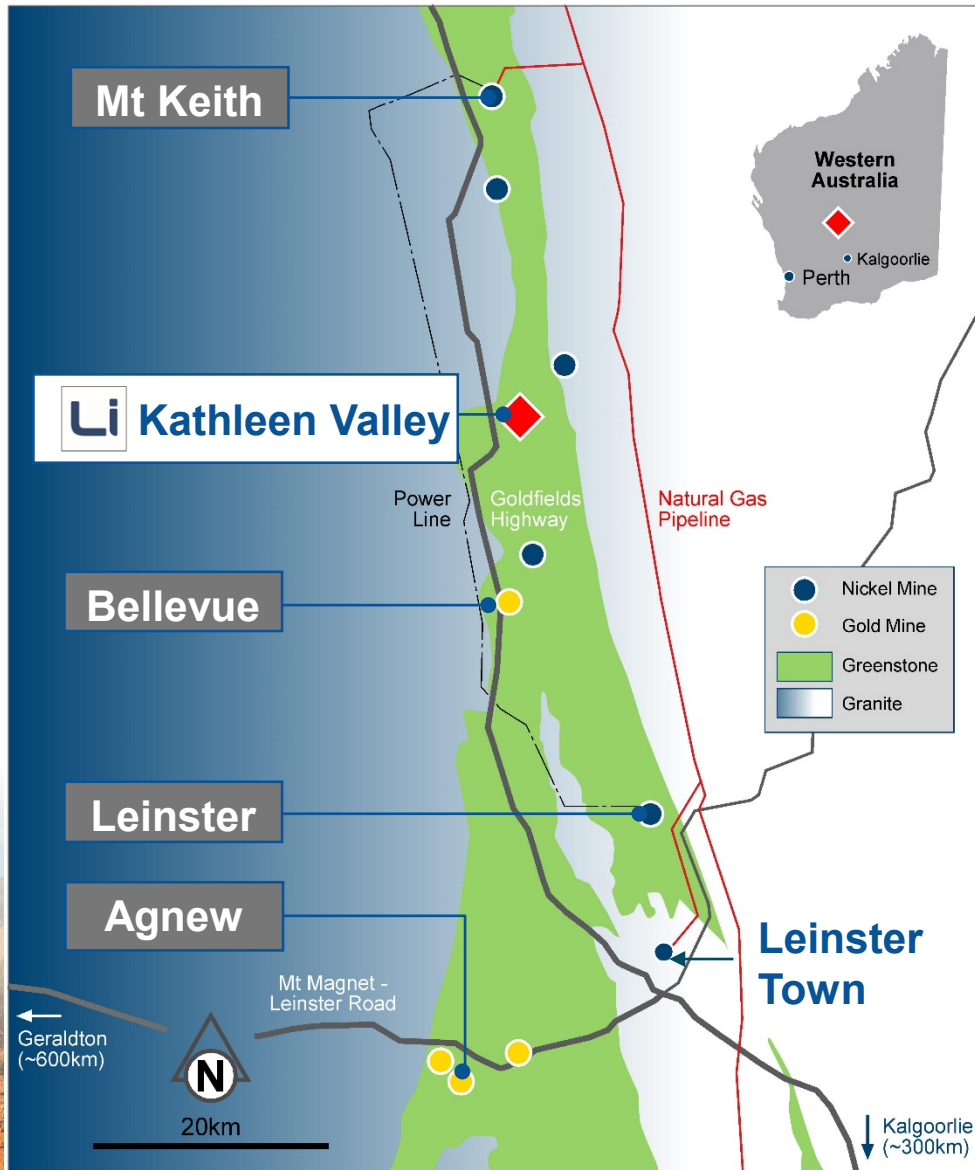 Mt Keith
Western
Australia
Kalgoorlie
Perth
Li Kathleen Valley
Power
Line
Goldfields
Highway
Natural Gas
Pipeline
Nickel Mine
Gold Mine
Greenstone
Granite
Bellevue
Leinster
Agnew
Leinster
Town
Mt Magnet -
Leinster Road
Geraldton
(~600km)
N
20km
Kalgoorlie
(~300km)